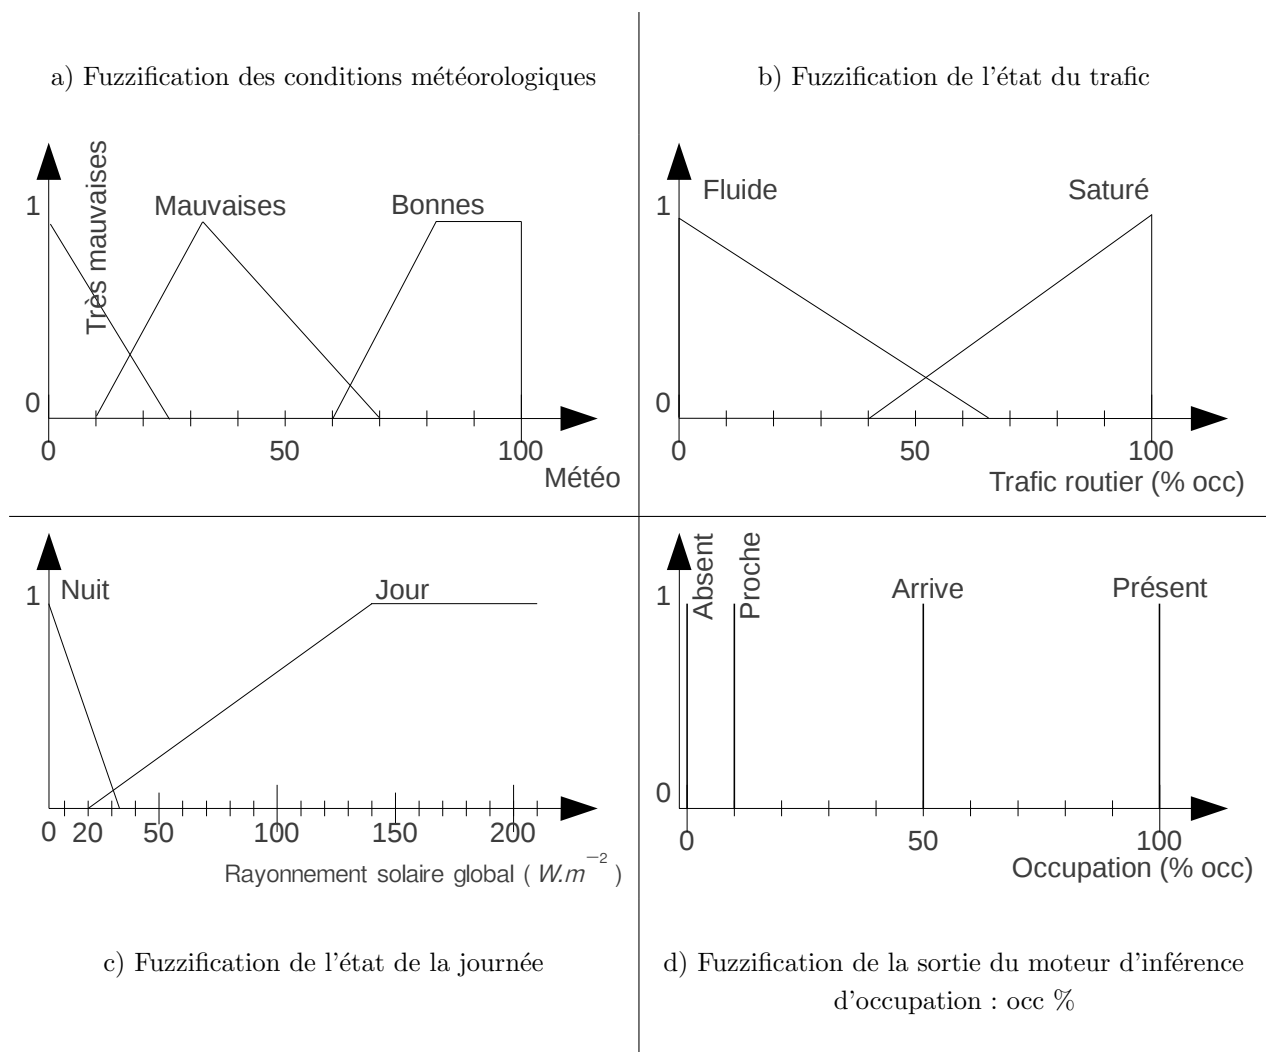 a) Fuzzification des conditions météorologiques
1
Très mauvaises
Mauvaises
Bonnes
0
0 50 100
Météo
b) Fuzzification de l'état du trafic
1
Fluide
Saturé
0
0 50 100
Trafic routier (% occ)
1
Nuit
Jour
0 20 50 100 150 200
Rayonnement solaire global ( W.m⁻² )
c) Fuzzification de l'état de la journée
1
Absent
Proche
Arrive
Présent
0
0 50 100
Occupation (% occ)
d) Fuzzification de la sortie du moteur d'inférence
d'occupation : occ %